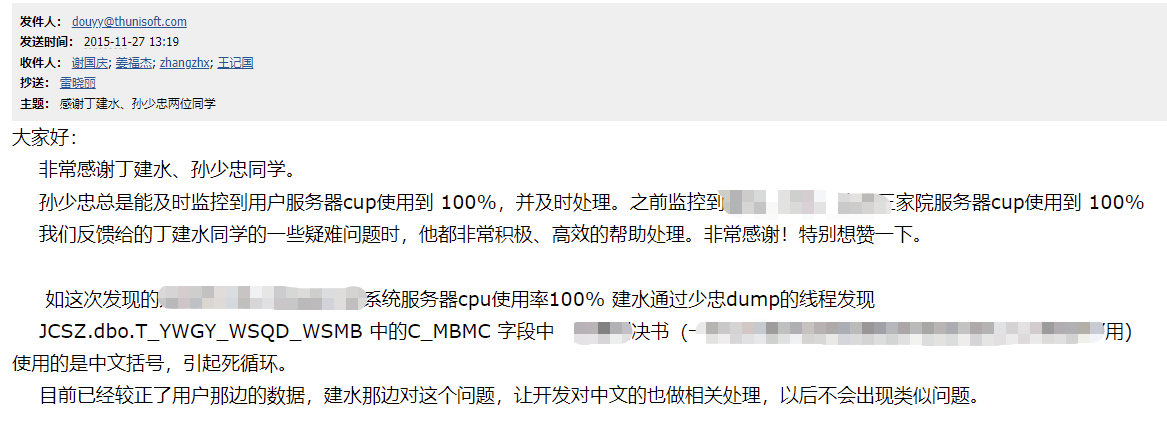 发件人： douyy@thunisoft.com
发送时间： 2015-11-27 13:19
收件人： 谢国庆; 姜福杰; zhangzhx; 王记国
抄送： 雷晓丽
主题： 感谢丁建水、孙少忠两位同学
大家好：
非常感谢丁建水、孙少忠同学。
孙少忠总是能及时监控到用户服务器cup使用到 100%，并及时处理。之前监控到 三家院服务器cup使用到 100%
我们反馈给的丁建水同学的一些疑难问题时，他都非常积极、高效的帮助处理。非常感谢！特别想赞一下。
如这次发现的 系统服务器cpu使用率100% 建水通过少忠dump的线程发现
JCSZ.dbo.T_YWGY_WSQD_WSMB 中的C_MBMC 字段中 决书（ 用）
使用的是中文括号，引起死循环。
目前已经较正了用户那边的数据，建水那边对这个问题，让开发对中文的也做相关处理，以后不会出现类似问题。